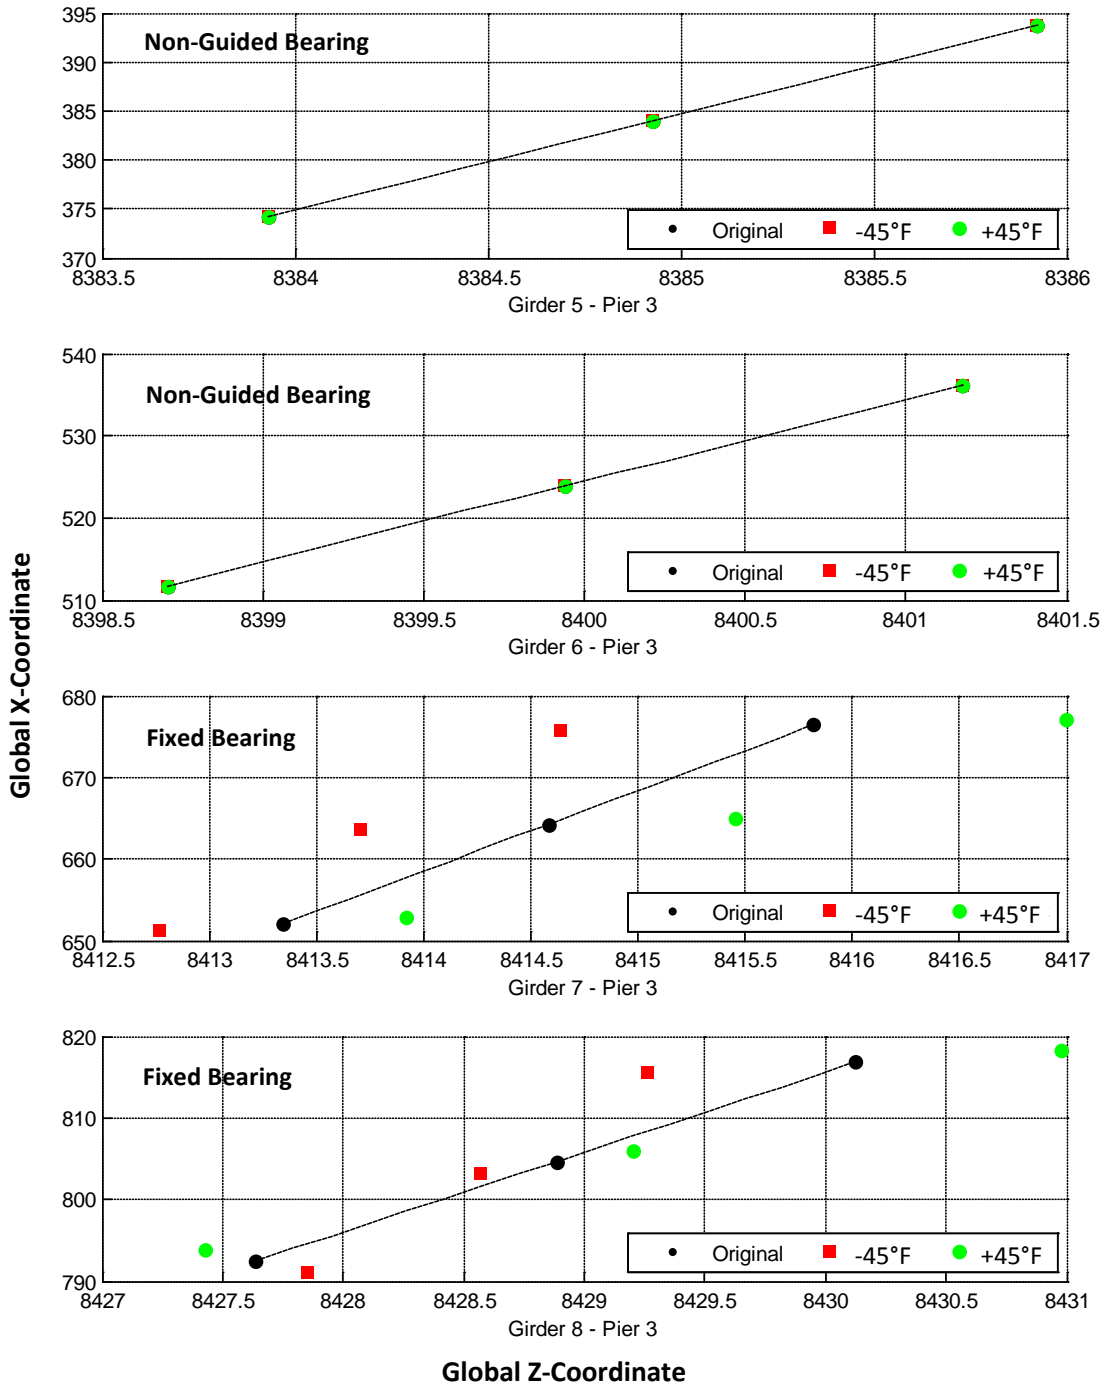 395
Non-Guided Bearing
390
385
380
375
Original -45°F +45°F
370
8383.5 8384 8384.5 8385 8385.5 8386
Girder 5 - Pier 3
540
Non-Guided Bearing
530
520
Original -45°F +45°F
510
8398.5 8399 8399.5 8400 8400.5 8401 8401.5
Girder 6 - Pier 3
Global X-Coordinate
680
Fixed Bearing
670
660
Original -45°F +45°F
650
8412.5 8413 8413.5 8414 8414.5 8415 8415.5 8416 8416.5 8417
Girder 7 - Pier 3
820
Fixed Bearing
810
800
Original -45°F +45°F
790
8427 8427.5 8428 8428.5 8429 8429.5 8430 8430.5 8431
Girder 8 - Pier 3
Global Z-Coordinate